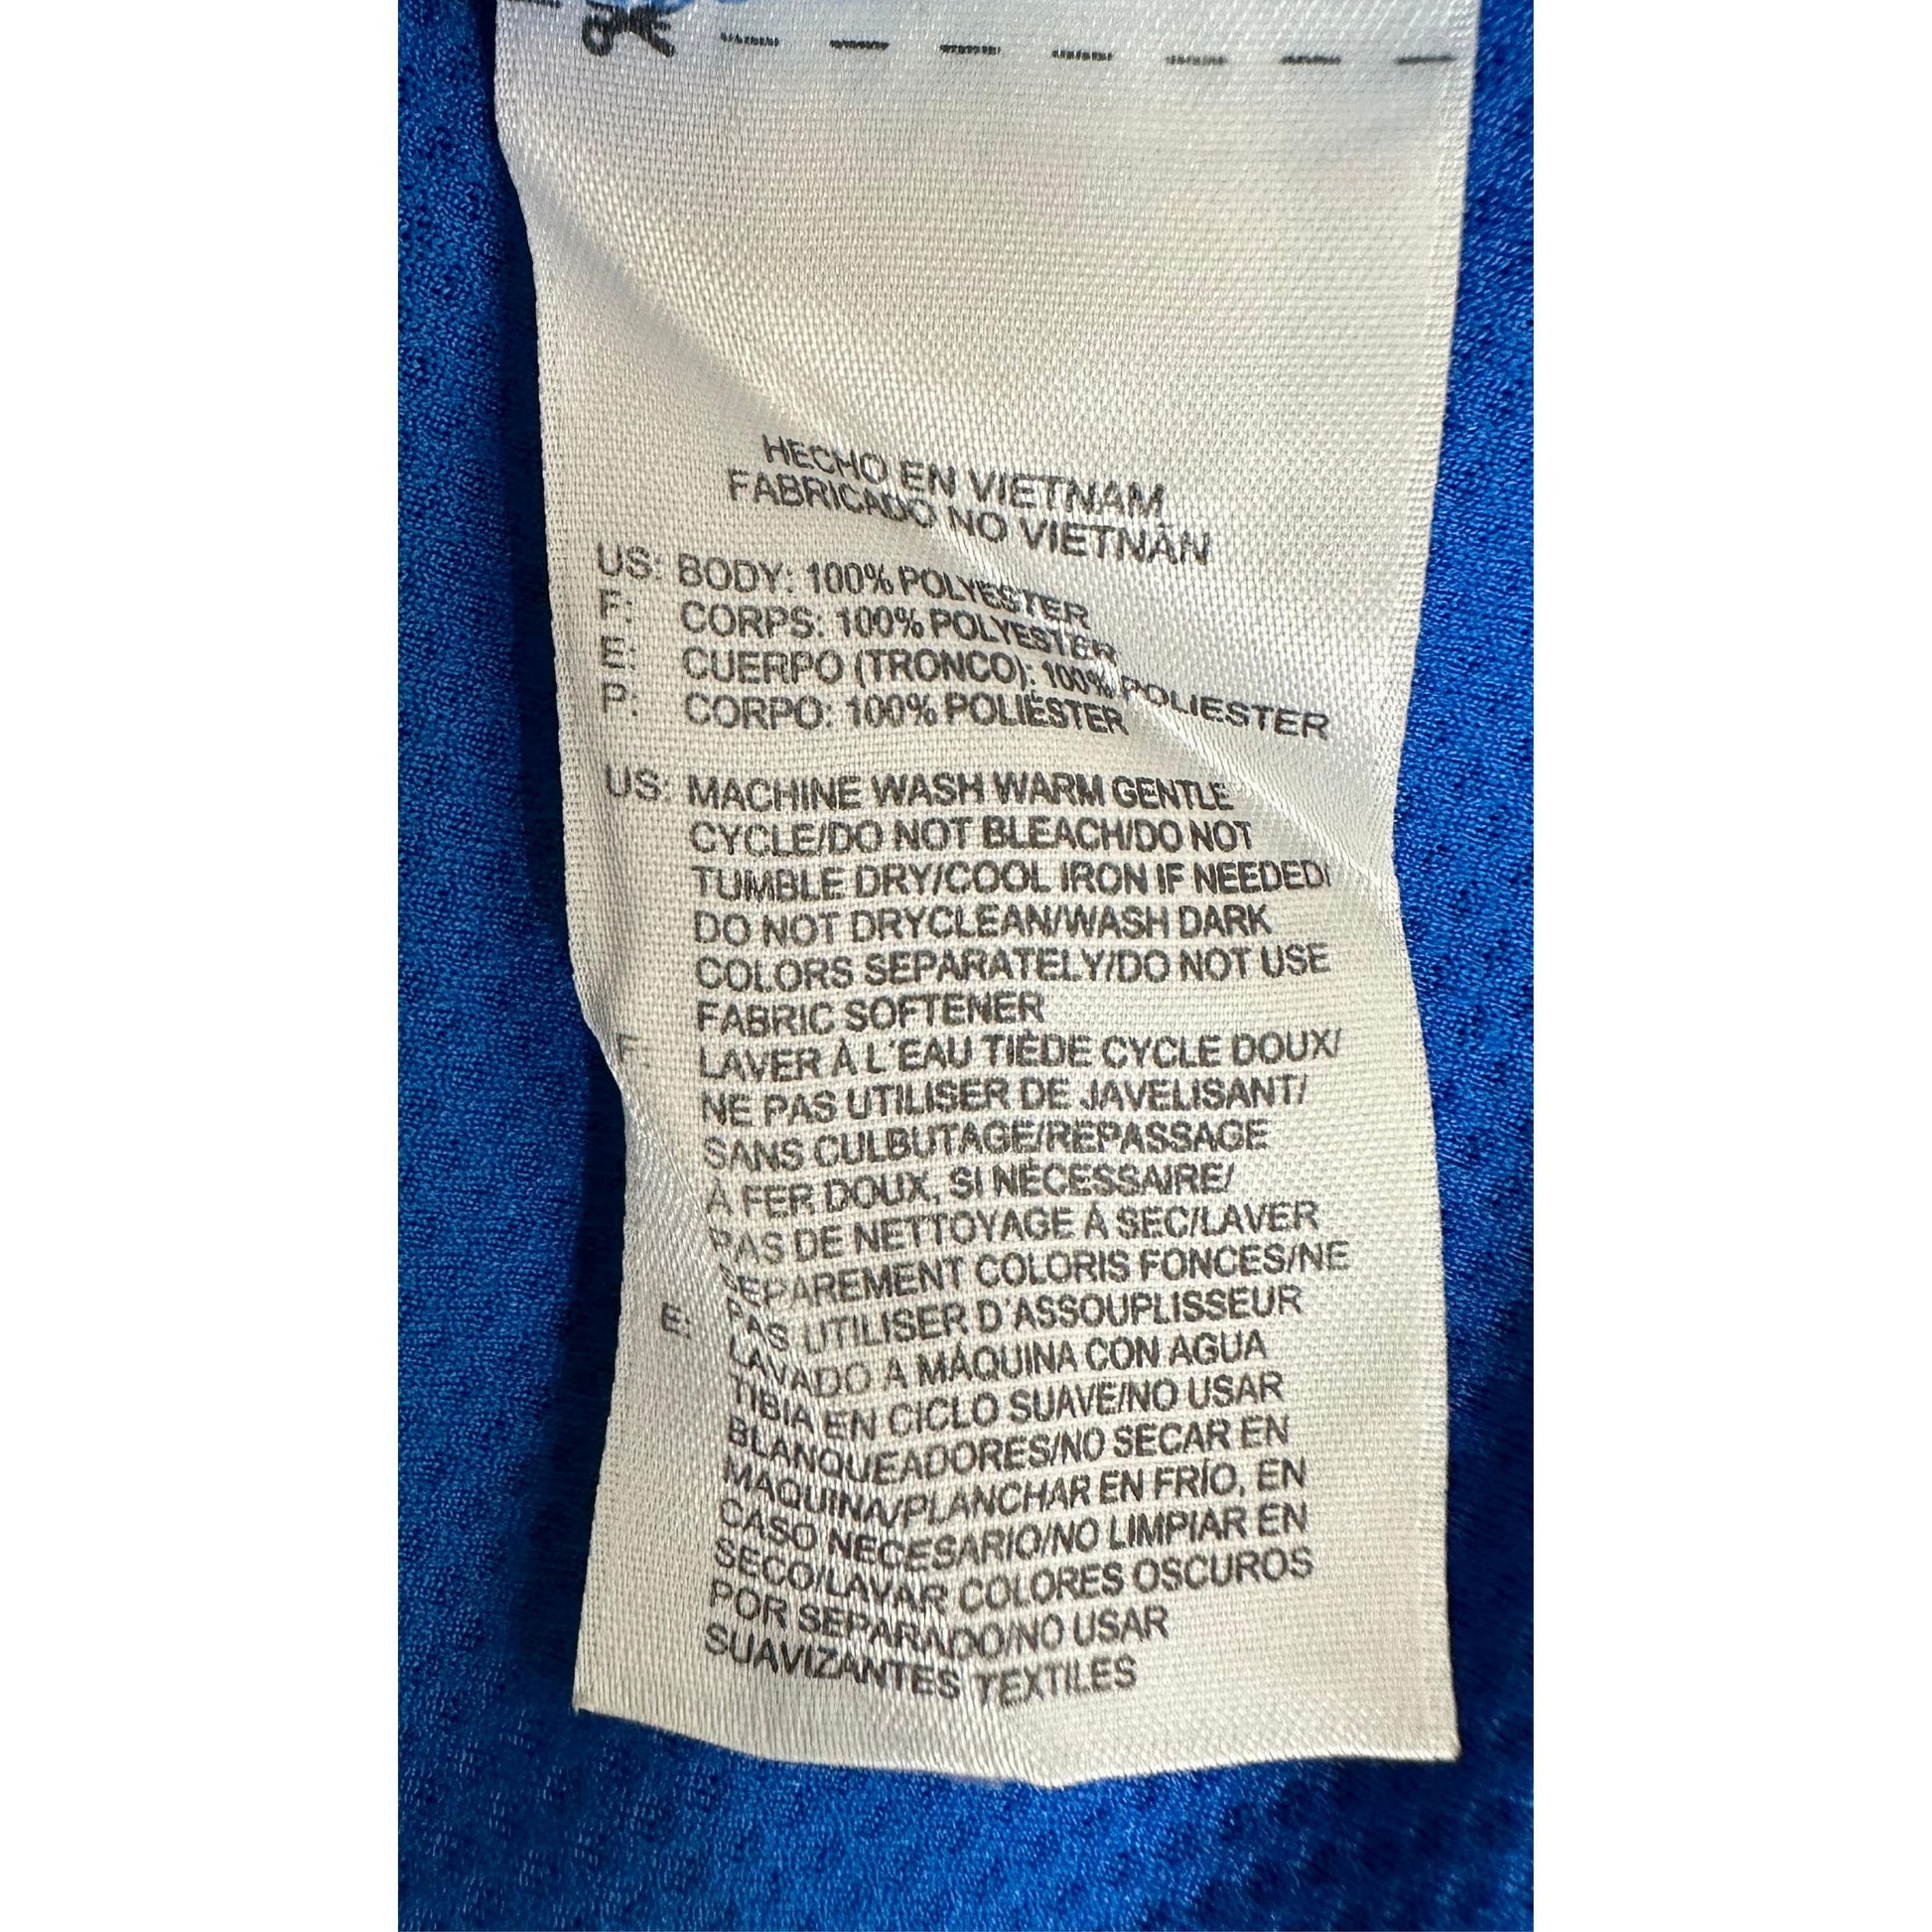 HECHO EN VIETNAM
FABRICADO NO VIETNÃN
US: BODY: 100% POLYESTER
F: CORPS: 100% POLYESTER
E: CUERPO (TRONCO): 100% POLIESTER
P: CORPO: 100% POLIÉSTER
US: MACHINE WASH WARM GENTLE
CYCLE/DO NOT BLEACH/DO NOT
TUMBLE DRY/COOL IRON IF NEEDED/
DO NOT DRYCLEAN/WASH DARK
COLORS SEPARATELY/DO NOT USE
FABRIC SOFTENER
F: LAVER À L'EAU TIÈDE CYCLE DOUX/
NE PAS UTILISER DE JAVELISANT/
SANS CULBUTAGE/REPASSAGE
À FER DOUX, SI NÉCESSAIRE/
PAS DE NETTOYAGE À SEC/LAVER
SEPAREMENT COLORIS FONCES/NE
PAS UTILISER D'ASSOUPLISSEUR
E: LAVADO A MÁQUINA CON AGUA
TIBIA EN CICLO SUAVE/NO USAR
BLANQUEADORES/NO SECAR EN
MAQUINA/PLANCHAR EN FRÍO, EN
CASO NECESARIO/NO LIMPIAR EN
SECO/LAVAR COLORES OSCUROS
POR SEPARADO/NO USAR
SUAVIZANTES TEXTILES